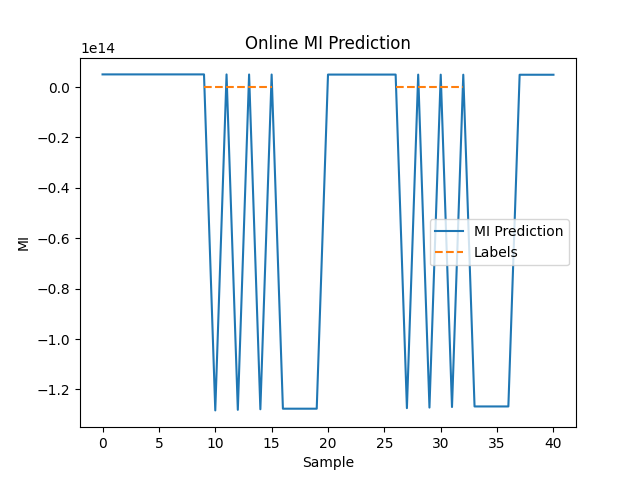 Online MI Prediction
1e14
0.0
−0.2
−0.4
−0.6
−0.8
−1.0
−1.2
MI
MI Prediction
Labels
0 5 10 15 20 25 30 35 40
Sample